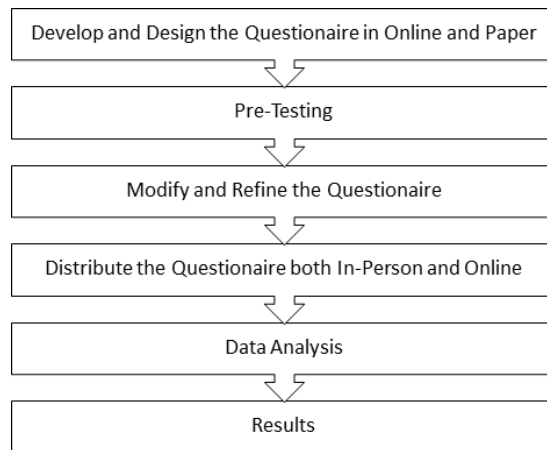 Develop and Design the Questionaire in Online and Paper
Pre-Testing
Modify and Refine the Questionaire
Distribute the Questionaire both In-Person and Online
Data Analysis
Results